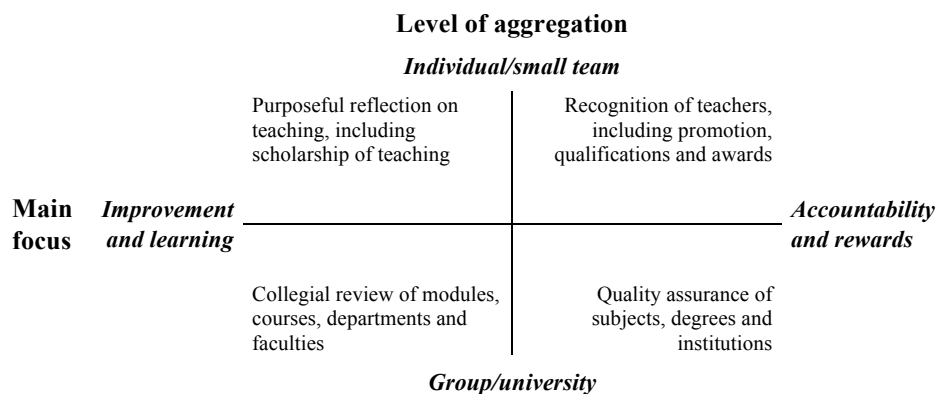 Level of aggregation
Individual/small team
Purposeful reflection on
teaching, including
scholarship of teaching
Recognition of teachers,
including promotion,
qualifications and awards
Main
focus
Improvement
and learning
Accountability
and rewards
Collegial review of modules,
courses, departments and
faculties
Quality assurance of
subjects, degrees and
institutions
Group/university